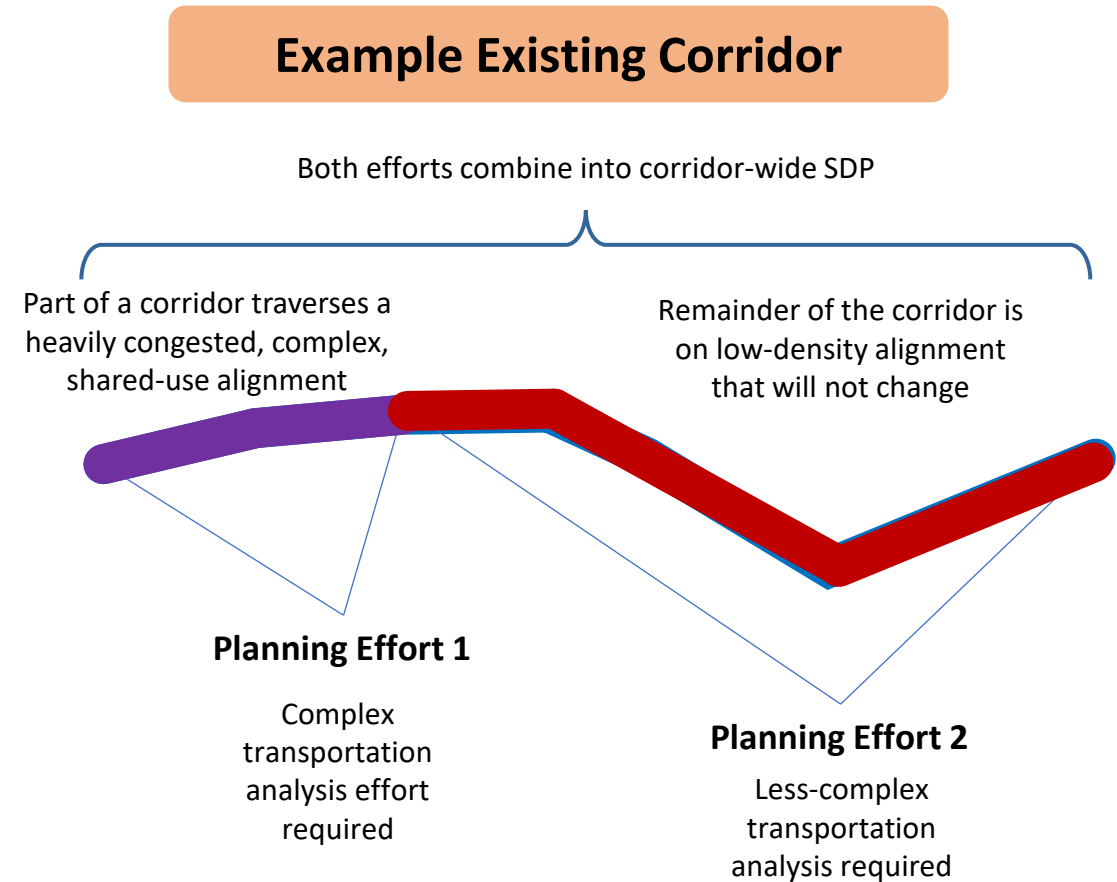 Example Existing Corridor
Both efforts combine into corridor-wide SDP
Part of a corridor traverses a
heavily congested, complex,
shared-use alignment
Remainder of the corridor is
on low-density alignment
that will not change
Planning Effort 1
Complex
transportation
analysis effort
required
Planning Effort 2
Less-complex
transportation
analysis required